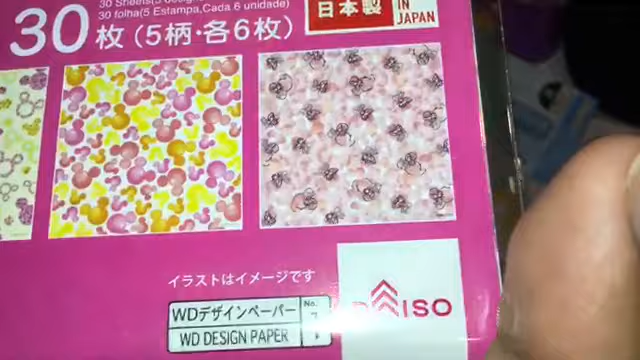 30 Sheets(5 design
30 folha(5 Estampa,Cada 6 unidade)
30枚(5柄・各6枚)
日本製
IN JAPAN
イラストはイメージです
WDデザインペーパー
WD DESIGN PAPER
No.
ISO